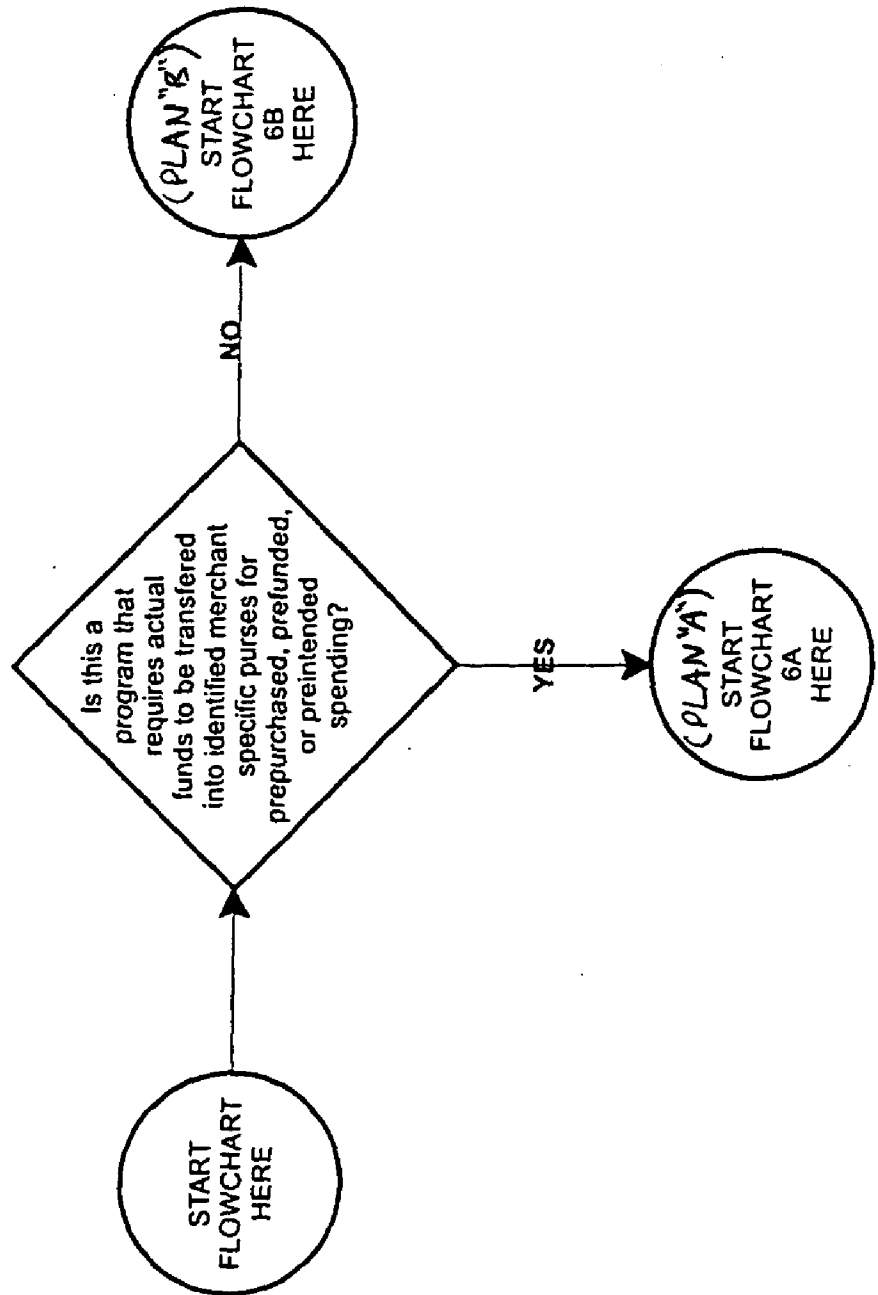 START
FLOWCHART
HERE
Is this a
program that
requires actual
funds to be transfered
into identified merchant
specific purses for
prepurchased, prefunded,
or preintended
spending?
NO
(PLAN "B")
START
FLOWCHART
6B
HERE
YES
(PLAN "A")
START
FLOWCHART
6A
HERE